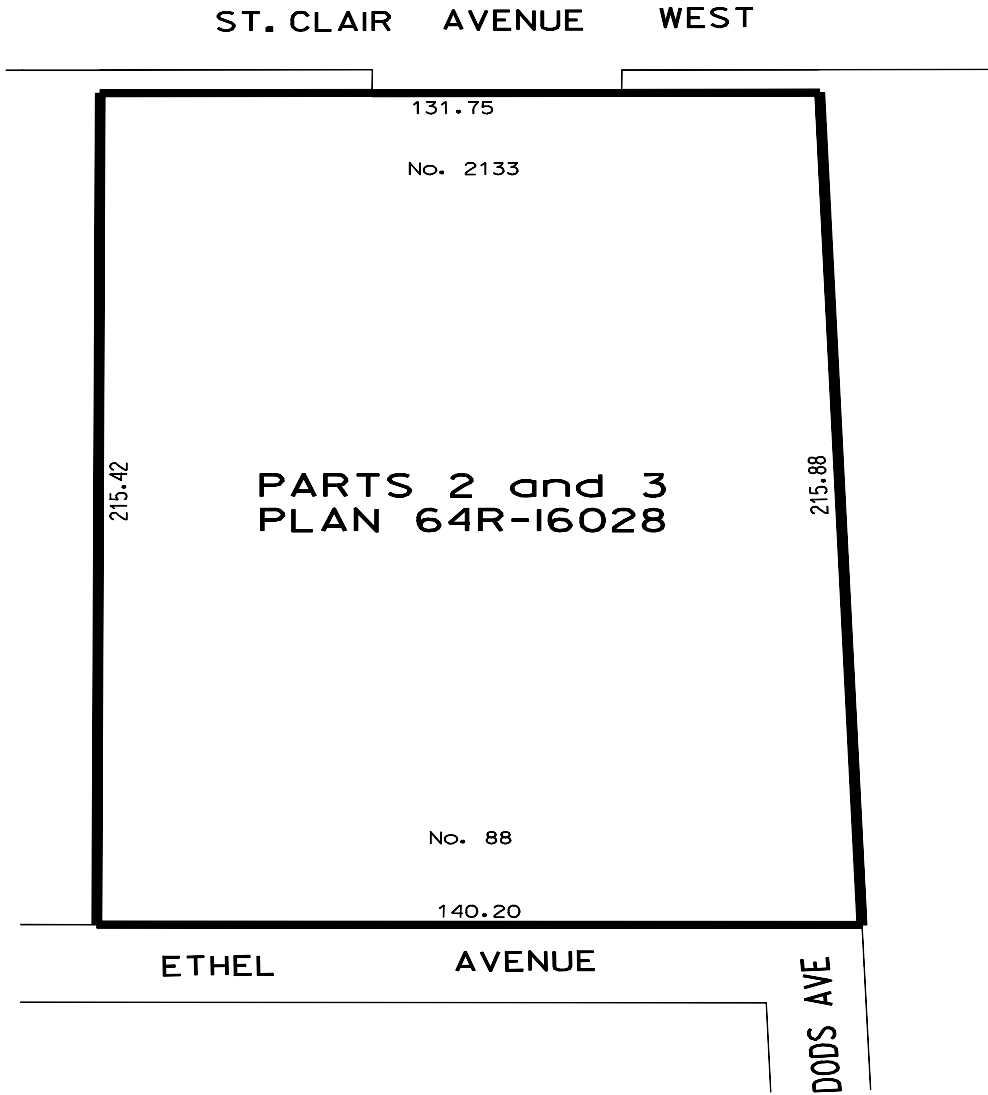 ST. CLAIR AVENUE WEST
131.75
No. 2133
215.42
215.88
PARTS 2 and 3
PLAN 64R-16028
No. 88
140.20
ETHEL AVENUE
DODS AVE